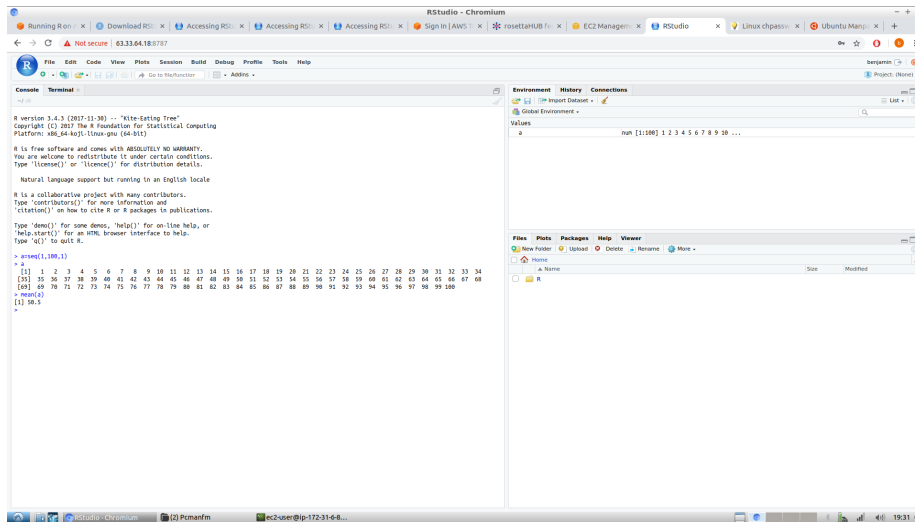 RStudio - Chromium
Running R on A
Download RSt
Accessing RSt
Accessing RSt
Accessing RSt
Sign In | AWS
rosettaHUB fe
EC2 Managem
RStudio
Linux chpassw
Ubuntu Manp
Not secure | 63.33.64.18:8787
File Edit Code View Plots Session Build Debug Profile Tools Help
benjamin
Go to file/function
Addins
Project: (None)
Console Terminal
~/
R version 3.4.3 (2017-11-30) -- "Kite-Eating Tree"
Copyright (C) 2017 The R Foundation for Statistical Computing
Platform: x86_64-koji-linux-gnu (64-bit)
R is free software and comes with ABSOLUTELY NO WARRANTY.
You are welcome to redistribute it under certain conditions.
Type 'license()' or 'licence()' for distribution details.
Natural language support but running in an English locale
R is a collaborative project with many contributors.
Type 'contributors()' for more information and
'citation()' on how to cite R or R packages in publications.
Type 'demo()' for some demos, 'help()' for on-line help, or
'help.start()' for an HTML browser interface to help.
Type 'q()' to quit R.
> a=seq(1,100,1)
> a
[1] 1 2 3 4 5 6 7 8 9 10 11 12 13 14 15 16 17 18 19 20 21 22 23 24 25 26 27 28 29 30 31 32 33 34
[35] 35 36 37 38 39 40 41 42 43 44 45 46 47 48 49 50 51 52 53 54 55 56 57 58 59 60 61 62 63 64 65 66 67 68
[69] 69 70 71 72 73 74 75 76 77 78 79 80 81 82 83 84 85 86 87 88 89 90 91 92 93 94 95 96 97 98 99 100
> mean(a)
[1] 50.5
>
Environment History Connections
Import Dataset
List
Global Environment
Values
a num [1:100] 1 2 3 4 5 6 7 8 9 10 ...
Files Plots Packages Help Viewer
New Folder Upload Delete Rename More
Home
Name Size Modified
R
RStudio - Chromium
(2) Pcmanfm
ec2-user@ip-172-31-6-8...
19:31